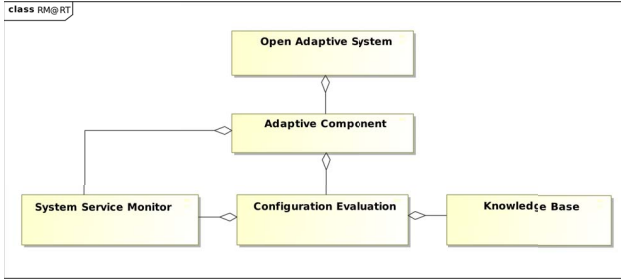 class RM@RT
Open Adaptive System
Adaptive Component
System Service Monitor
Configuration Evaluation
Knowledge Base